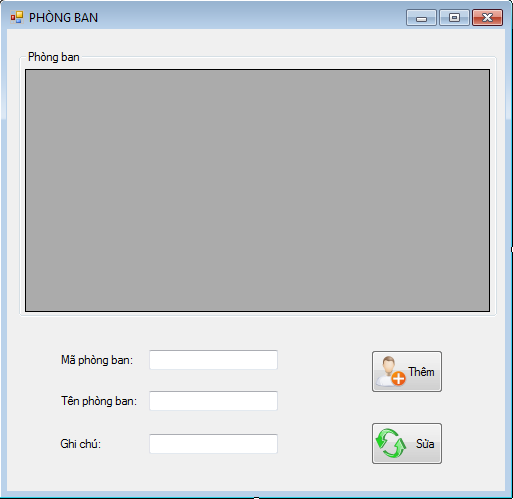 PHÒNG BAN
Phòng ban
Mã phòng ban:
Thêm
Tên phòng ban:
Ghi chú:
Sửa